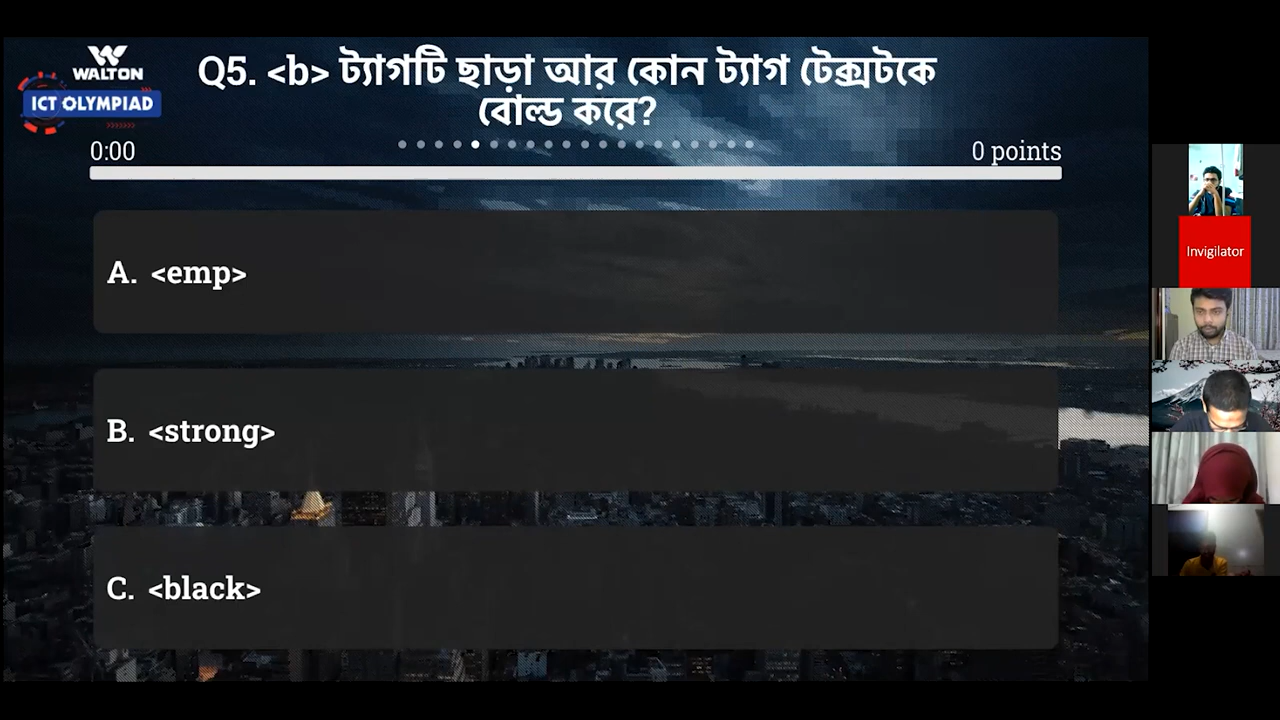 WALTON
ICT OLYMPIAD
Q5. <b> ট্যাগটি ছাড়া আর কোন ট্যাগ টেক্সটকে
বোল্ড করে?
0:00
0 points
A. <emp>
B. <strong>
C. <black>
Invigilator